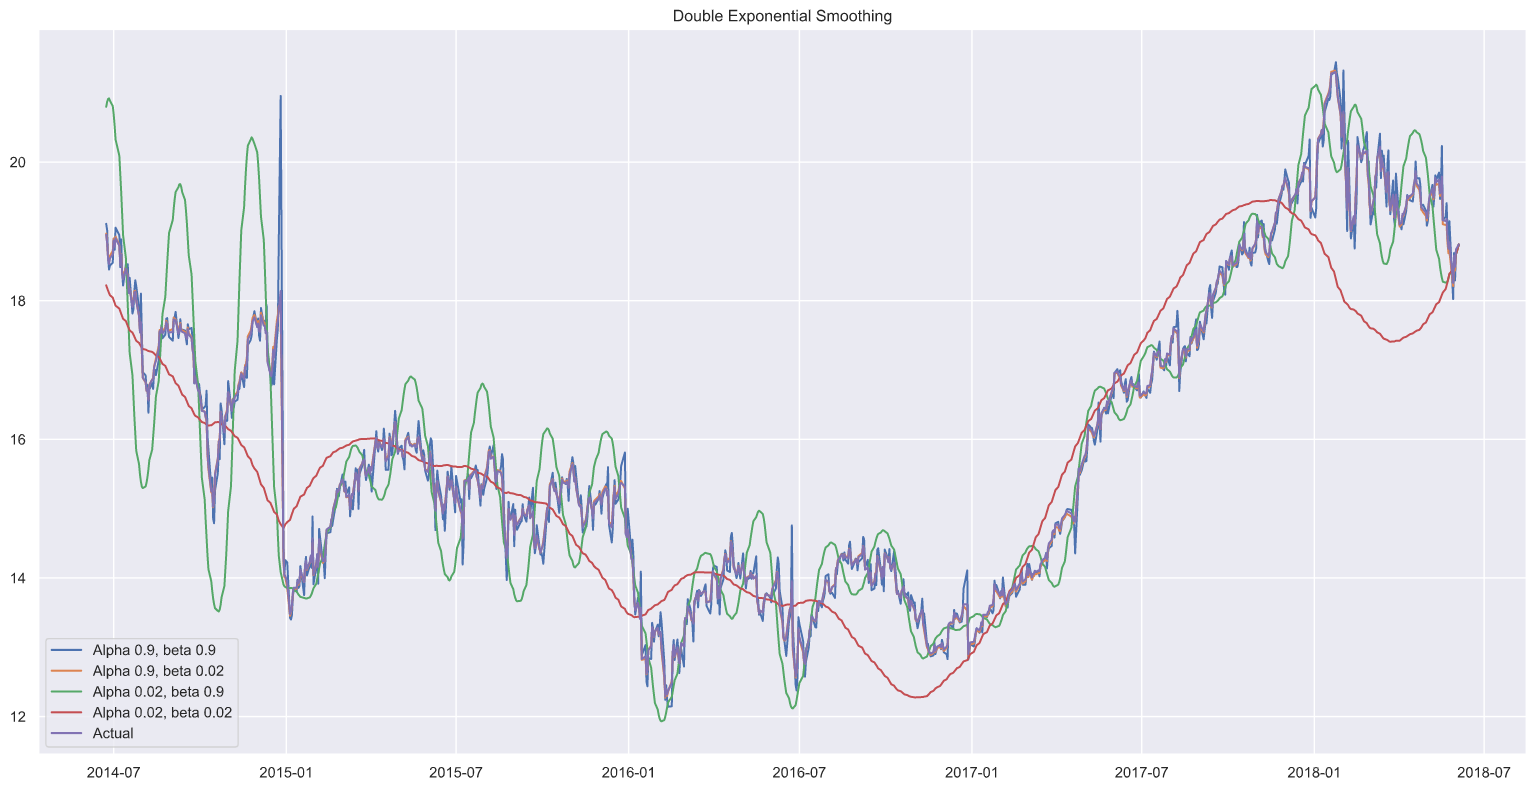 Double Exponential Smoothing
20
18
16
14
12
Alpha 0.9, beta 0.9
Alpha 0.9, beta 0.02
Alpha 0.02, beta 0.9
Alpha 0.02, beta 0.02
Actual
2014-07 2015-01 2015-07 2016-01 2016-07 2017-01 2017-07 2018-01 2018-07